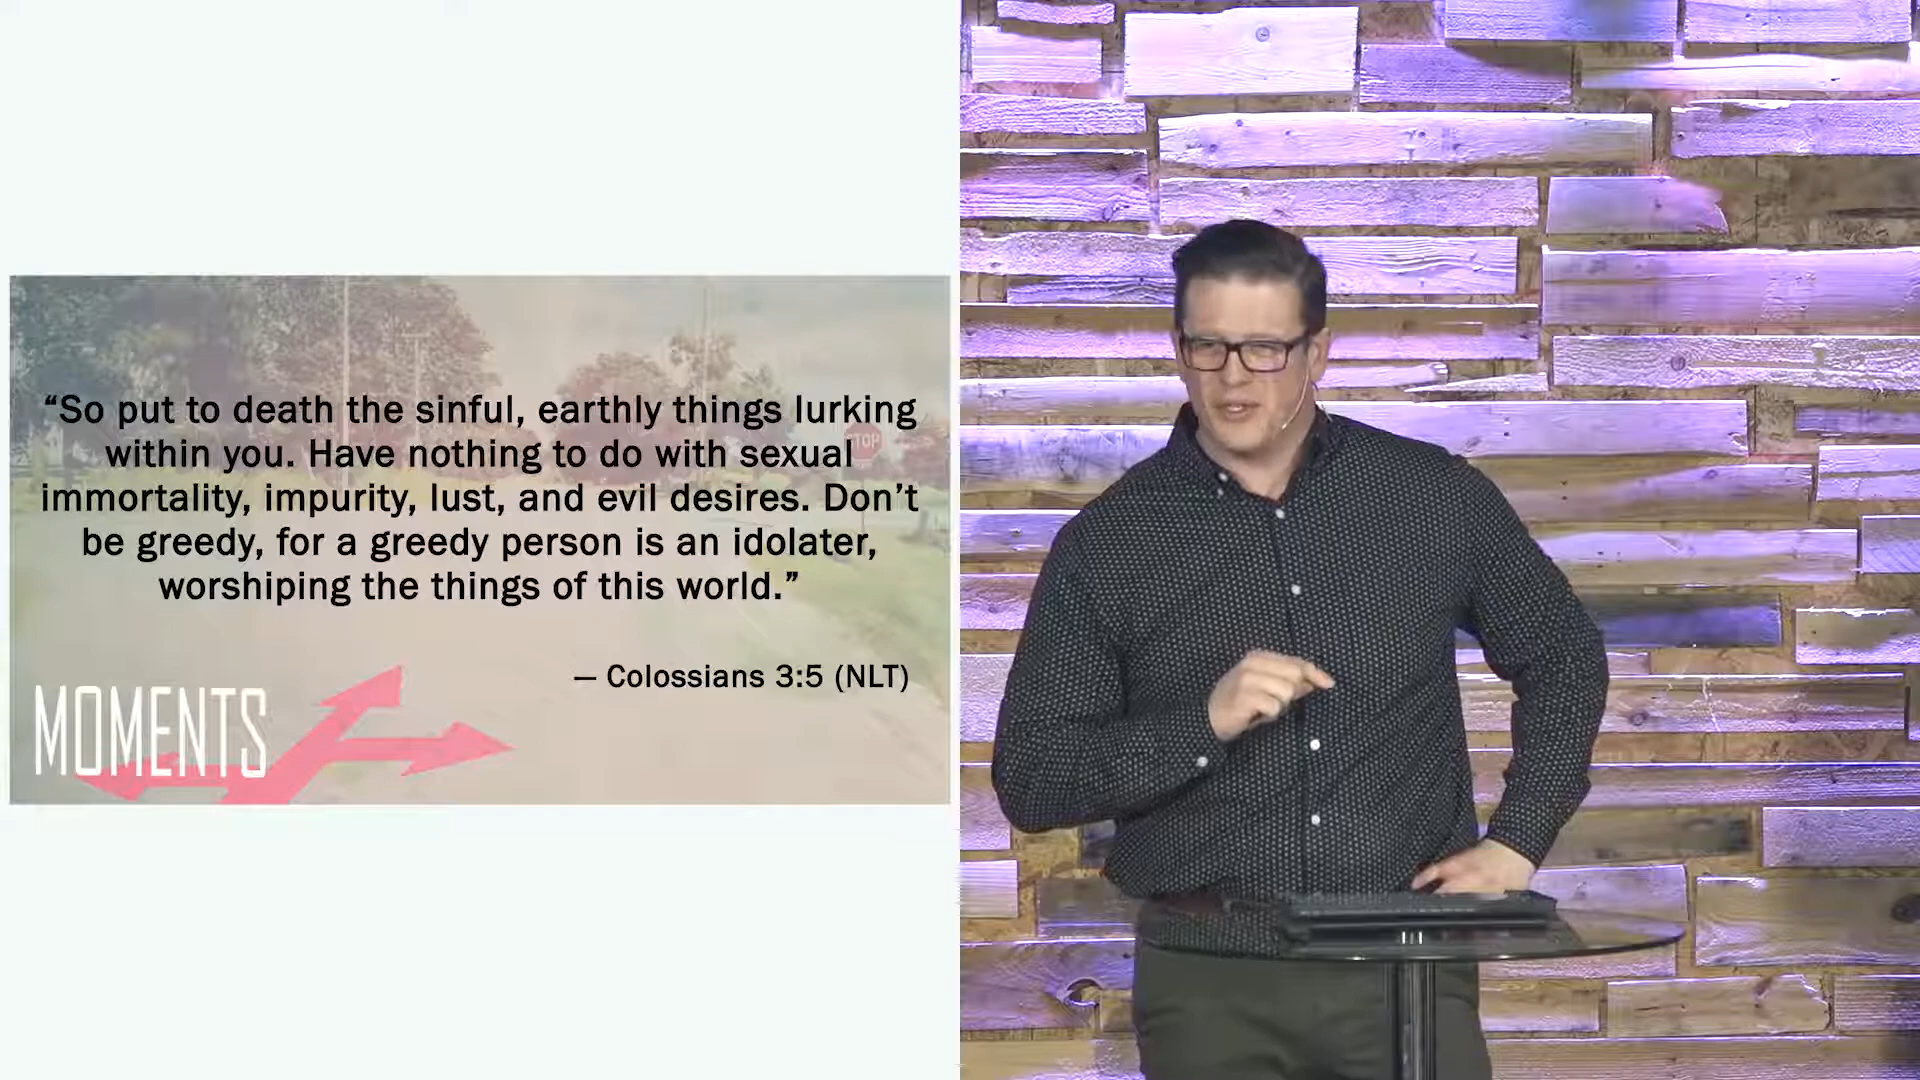 “So put to death the sinful, earthly things lurking
within you. Have nothing to do with sexual
immortality, impurity, lust, and evil desires. Don’t
be greedy, for a greedy person is an idolater,
worshiping the things of this world.”
— Colossians 3:5 (NLT)
MOMENTS
STOP